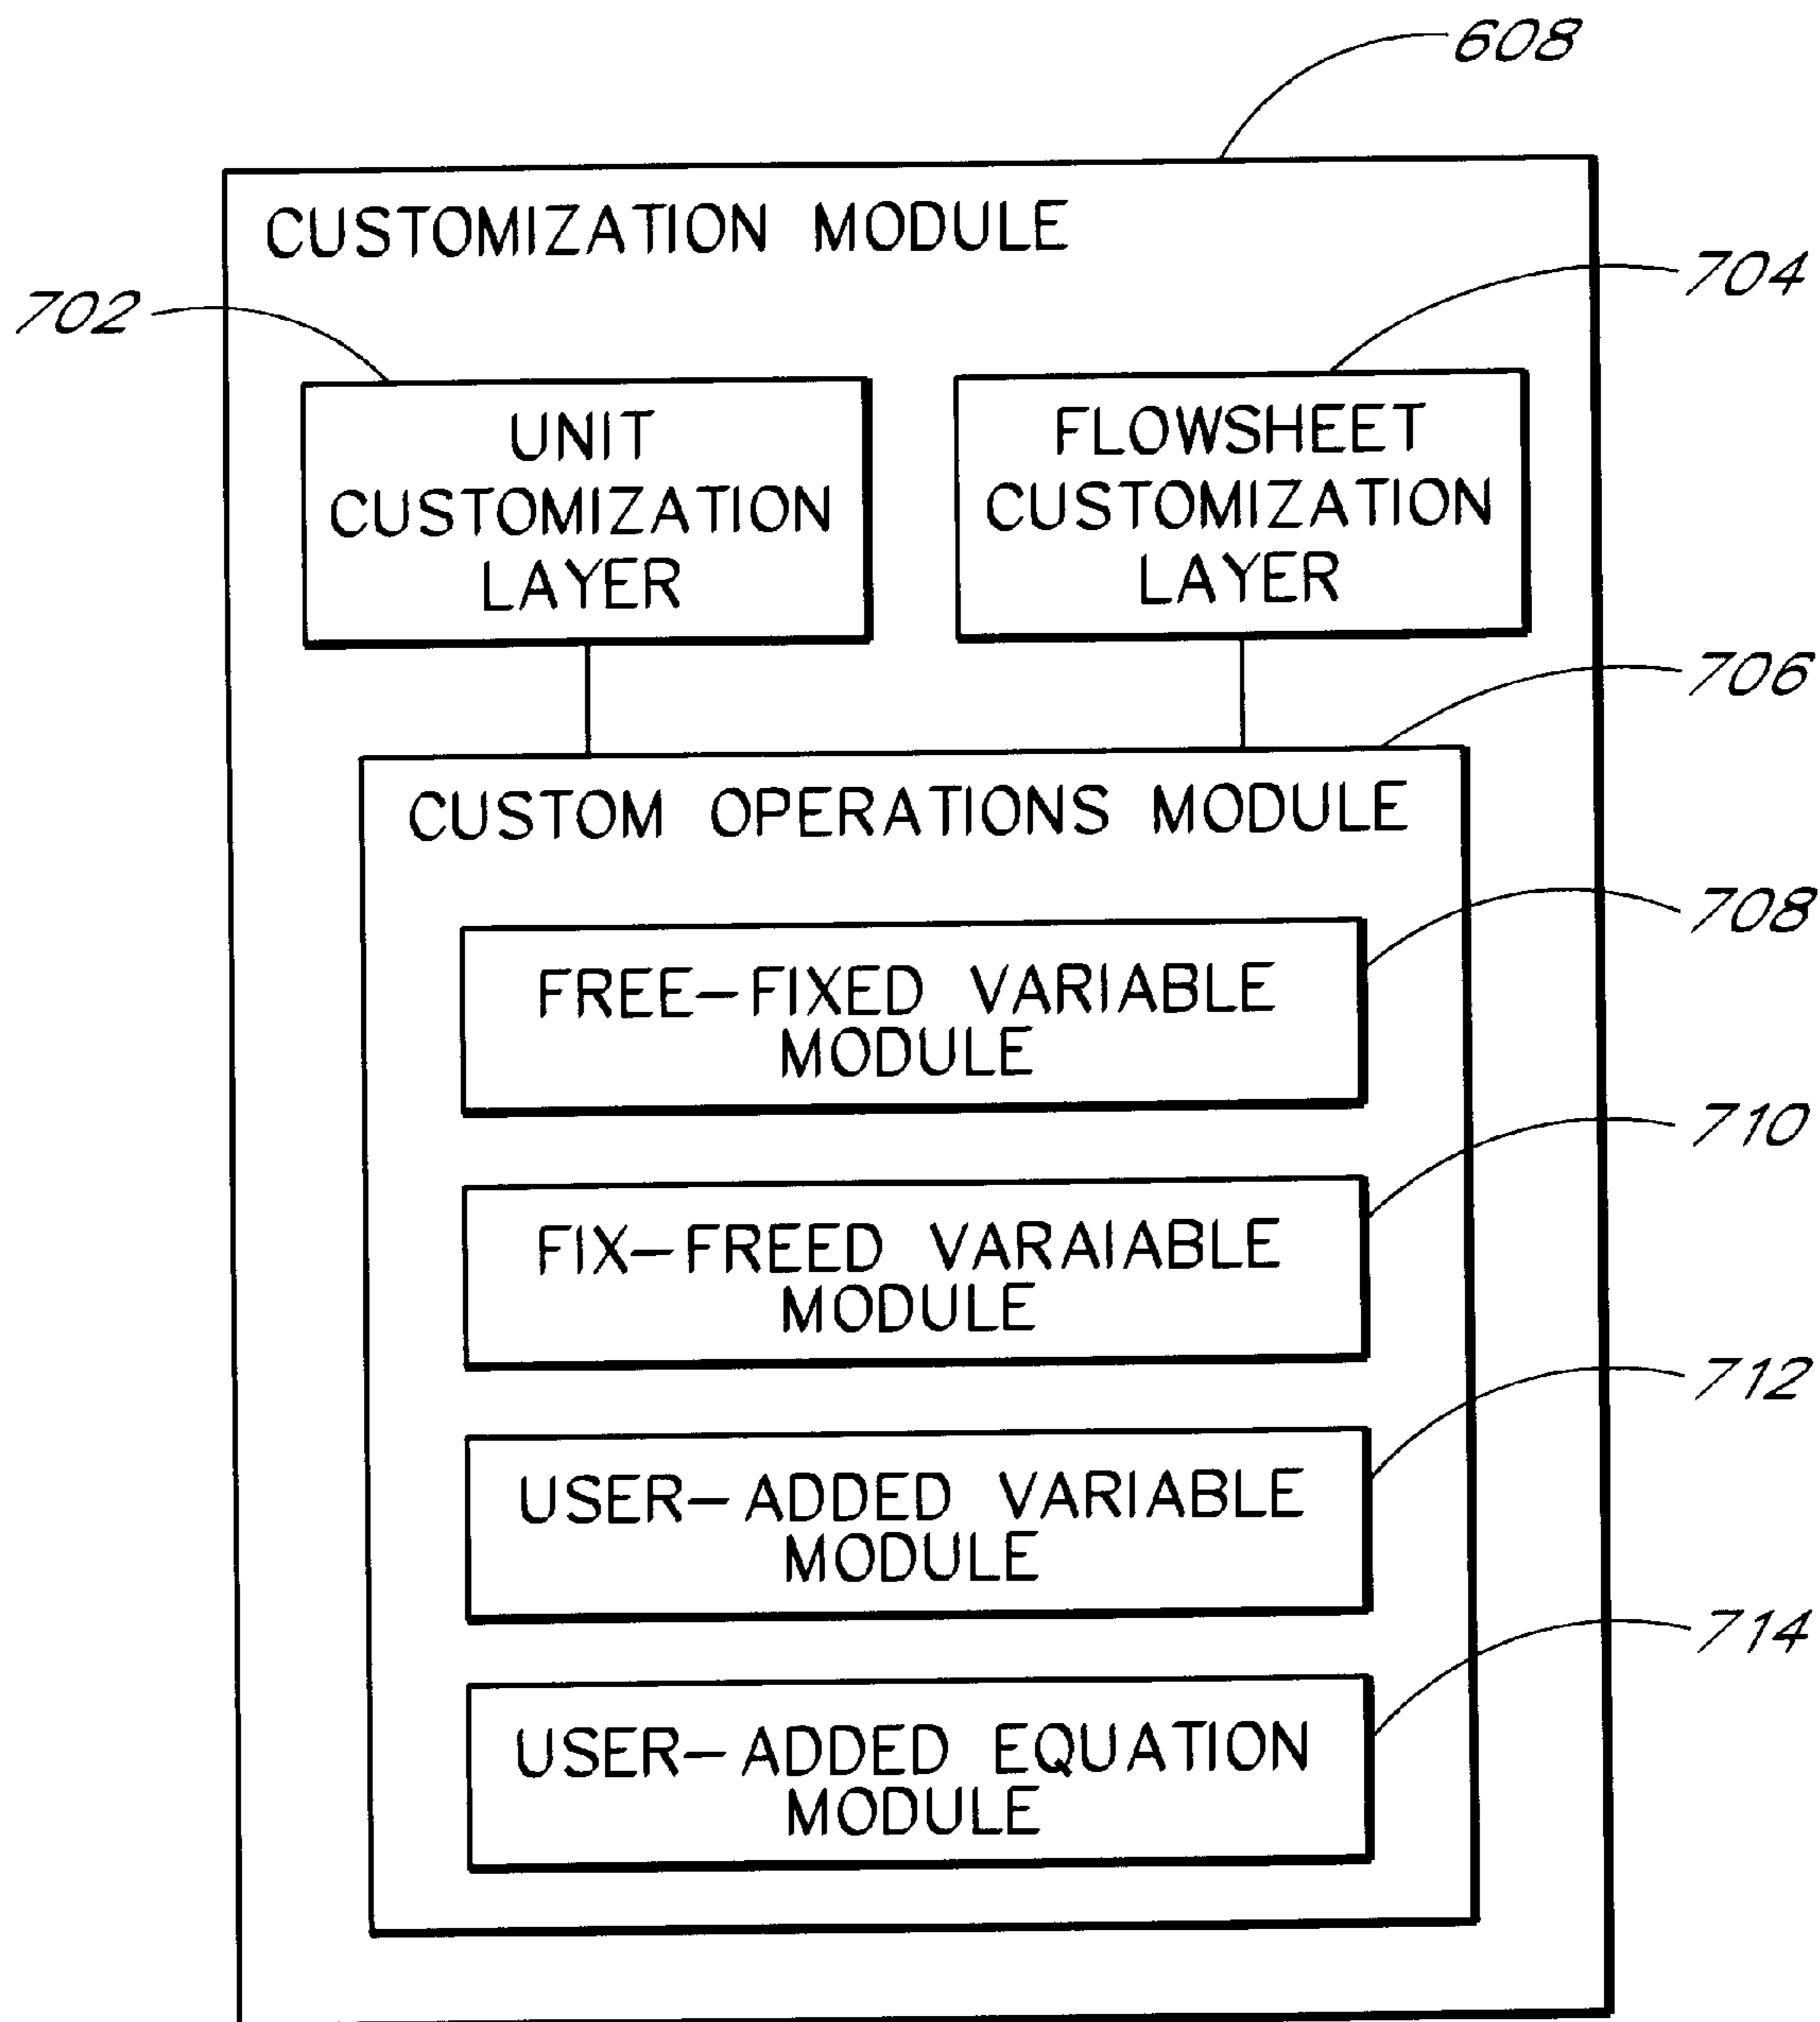 608
CUSTOMIZATION MODULE
702
704
UNIT
CUSTOMIZATION
LAYER
FLOWSHEET
CUSTOMIZATION
LAYER
706
CUSTOM OPERATIONS MODULE
708
FREE-FIXED VARIABLE
MODULE
710
FIX-FREED VARAIABLE
MODULE
712
USER-ADDED VARIABLE
MODULE
714
USER-ADDED EQUATION
MODULE